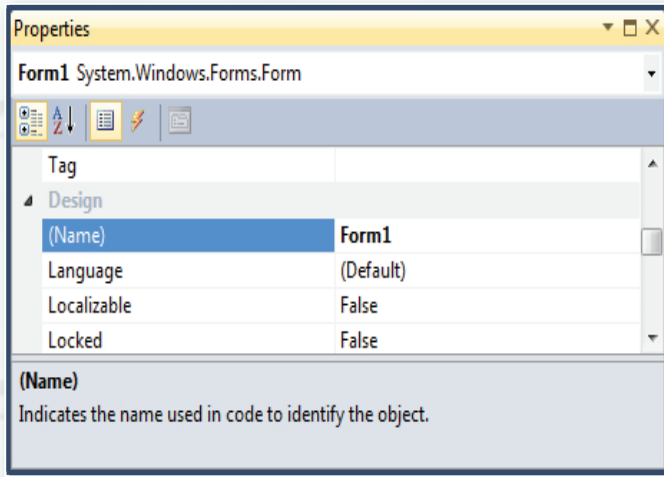 Properties
Form1 System.Windows.Forms.Form
Tag
Design
(Name) Form1
Language (Default)
Localizable False
Locked False
(Name)
Indicates the name used in code to identify the object.